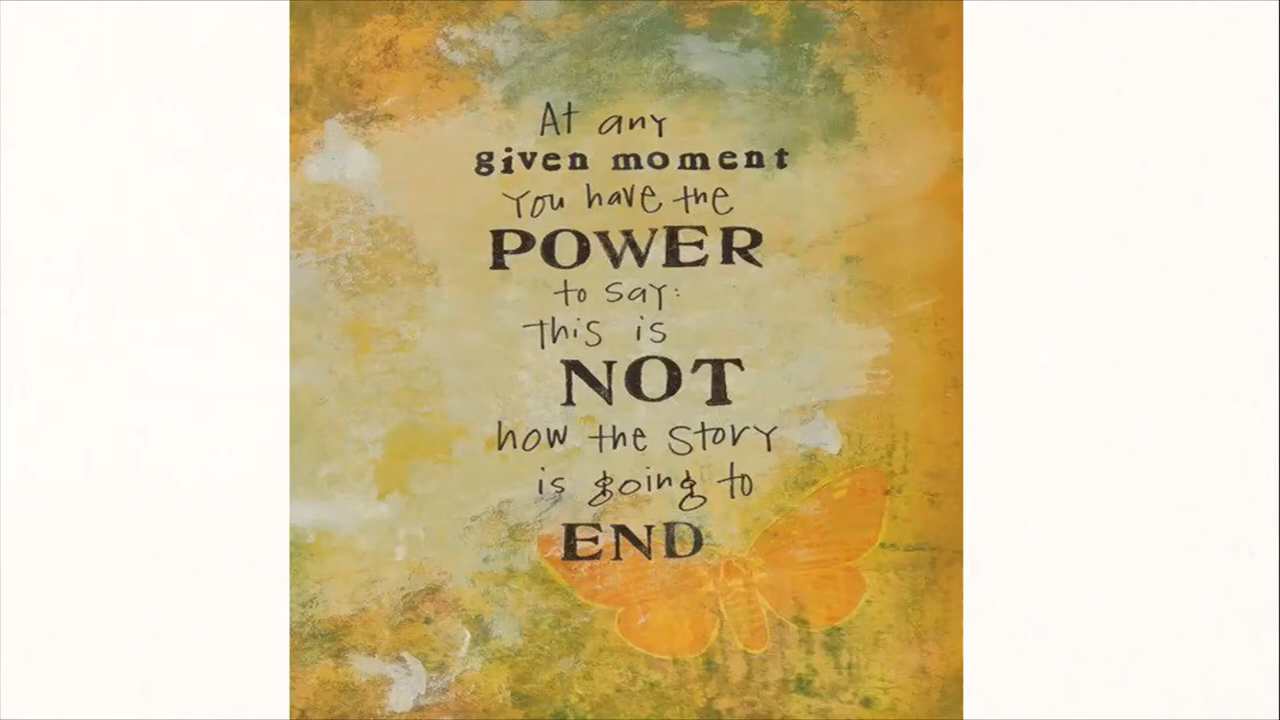 At any
given moment
You have the
POWER
to say:
This is
NOT
how the story
is going to
END